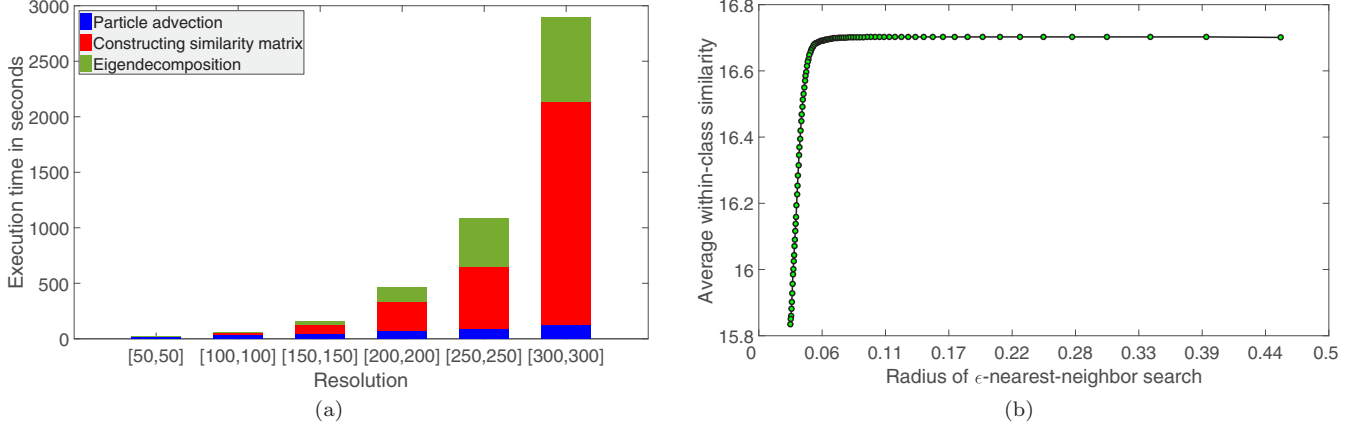 3000
2500
2000
1500
1000
500
0
Execution time in seconds
Particle advection
Constructing similarity matrix
Eigendecomposition
[50,50] [100,100] [150,150] [200,200] [250,250] [300,300]
Resolution
(a)
16.8
16.6
16.4
16.2
16
15.8
Average within-class similarity
0 0.06 0.11 0.17 0.22 0.28 0.33 0.39 0.44 0.5
Radius of ϵ-nearest-neighbor search
(b)